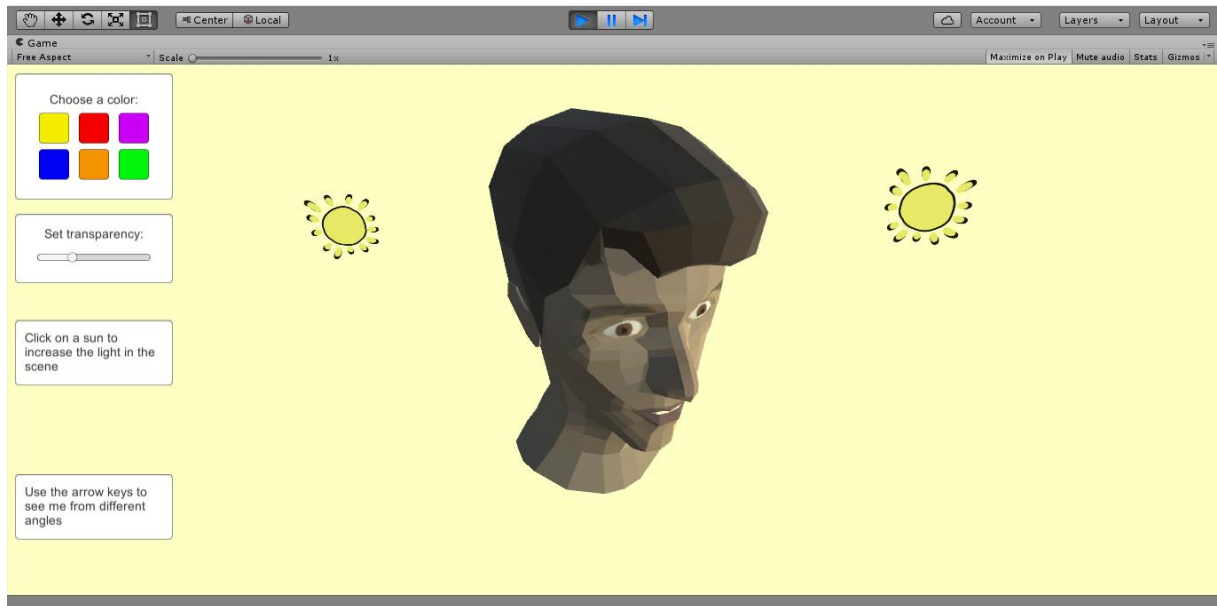 Center Local Account Layers Layout
Game
Free Aspect Scale 1x Maximize on Play Mute audio Stats Gizmos
Choose a color:
Set transparency:
Click on a sun to
increase the light in the
scene
Use the arrow keys to
see me from different
angles